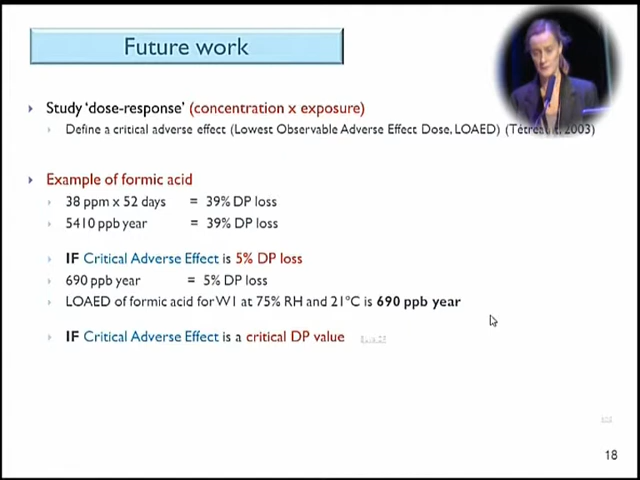 Future work
Study 'dose-response' (concentration x exposure)
Define a critical adverse effect (Lowest Observable Adverse Effect Dose, LOAED) 2003)
Example of formic acid
38 ppm x 52 days = 39% DP loss
5410 ppb year = 39% DP loss
IF Critical Adverse Effect is 5% DP loss
690 ppb year = 5% DP loss
LOAED of formic acid for W1 at 75% RH and 21°C is 690 ppb year
IF Critical Adverse Effect is a critical DP value
18